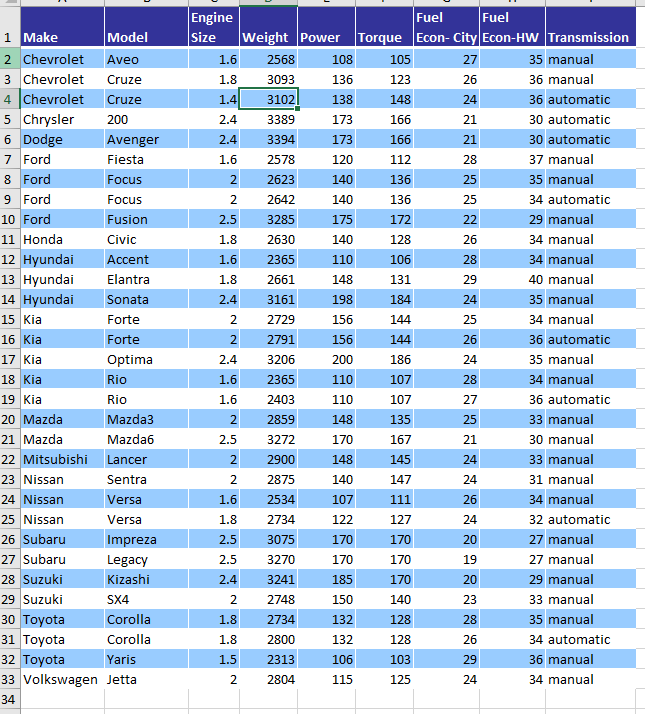 Engine Fuel Fuel
1 Make Model Size Weight Power Torque Econ- City Econ-HW Transmission
2 Chevrolet Aveo 1.6 2568 108 105 27 35 manual
3 Chevrolet Cruze 1.8 3093 136 123 26 36 manual
4 Chevrolet Cruze 1.4 3102 138 148 24 36 automatic
5 Chrysler 200 2.4 3389 173 166 21 30 automatic
6 Dodge Avenger 2.4 3394 173 166 21 30 automatic
7 Ford Fiesta 1.6 2578 120 112 28 37 manual
8 Ford Focus 2 2623 140 136 25 35 manual
9 Ford Focus 2 2642 140 136 25 34 automatic
10 Ford Fusion 2.5 3285 175 172 22 29 manual
11 Honda Civic 1.8 2630 140 128 26 34 manual
12 Hyundai Accent 1.6 2365 110 106 28 34 manual
13 Hyundai Elantra 1.8 2661 148 131 29 40 manual
14 Hyundai Sonata 2.4 3161 198 184 24 35 manual
15 Kia Forte 2 2729 156 144 25 34 manual
16 Kia Forte 2 2791 156 144 26 36 automatic
17 Kia Optima 2.4 3206 200 186 24 35 manual
18 Kia Rio 1.6 2365 110 107 28 34 manual
19 Kia Rio 1.6 2403 110 107 27 36 automatic
20 Mazda Mazda3 2 2859 148 135 25 33 manual
21 Mazda Mazda6 2.5 3272 170 167 21 30 manual
22 Mitsubishi Lancer 2 2900 148 145 24 33 manual
23 Nissan Sentra 2 2875 140 147 24 31 manual
24 Nissan Versa 1.6 2534 107 111 26 34 manual
25 Nissan Versa 1.8 2734 122 127 24 32 automatic
26 Subaru Impreza 2.5 3075 170 170 20 27 manual
27 Subaru Legacy 2.5 3270 170 170 19 27 manual
28 Suzuki Kizashi 2.4 3241 185 170 20 29 manual
29 Suzuki SX4 2 2748 150 140 23 33 manual
30 Toyota Corolla 1.8 2734 132 128 28 35 manual
31 Toyota Corolla 1.8 2800 132 128 26 34 automatic
32 Toyota Yaris 1.5 2313 106 103 29 36 manual
33 Volkswagen Jetta 2 2804 115 125 24 34 manual
34